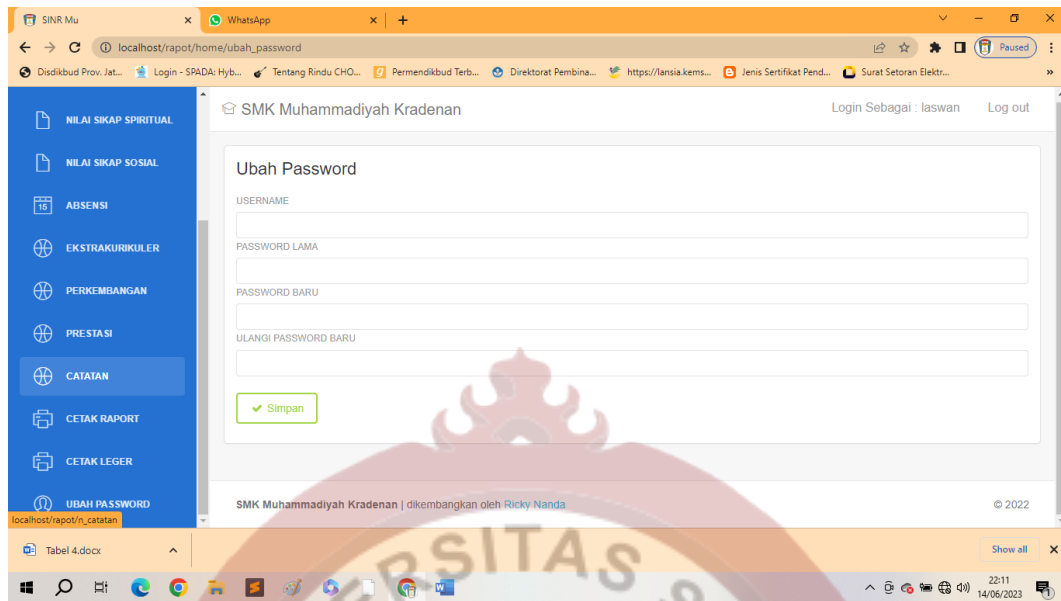 SINR Mu
WhatsApp
localhost/rapot/home/ubah_password
Paused
Disdikbud Prov. Jat... Login - SPADA: Hyb... Tentang Rindu CHO... Permendikbud Terb... Direktorat Pembina... https://lansia.kems... Jenis Sertifikat Pend... Surat Setoran Elektr...
SMK Muhammadiyah Kradenan
Login Sebagai : laswan Log out
NILAI SIKAP SPIRITUAL
NILAI SIKAP SOSIAL
15 ABSENSI
EKSTRAKURIKULER
PERKEMBANGAN
PRESTASI
CATATAN
CETAK RAPORT
CETAK LEGER
UBAH PASSWORD
Ubah Password
USERNAME
PASSWORD LAMA
PASSWORD BARU
ULANGI PASSWORD BARU
Simpan
SMK Muhammadiyah Kradenan | dikembangkan oleh Ricky Nanda
© 2022
localhost/rapot/n_catatan
Tabel 4.docx
Show all
ERSITAS
22:11
14/06/2023